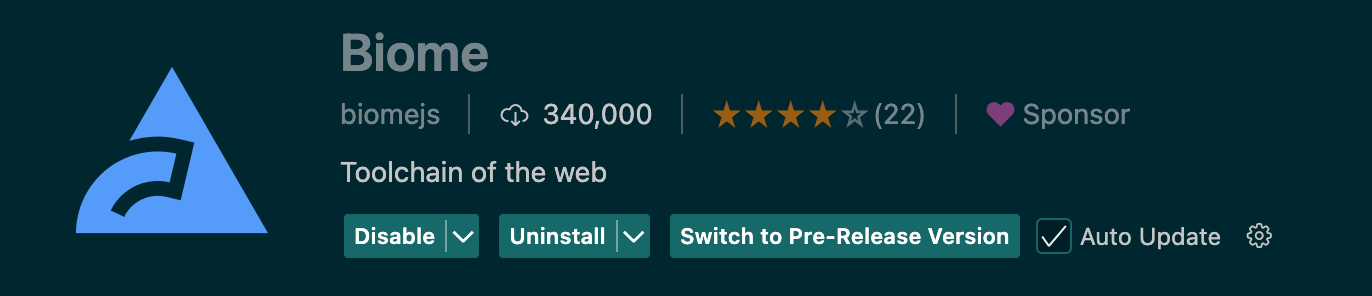 Biome
biomejs 340,000 (22) Sponsor
Toolchain of the web
Disable Uninstall Switch to Pre-Release Version Auto Update